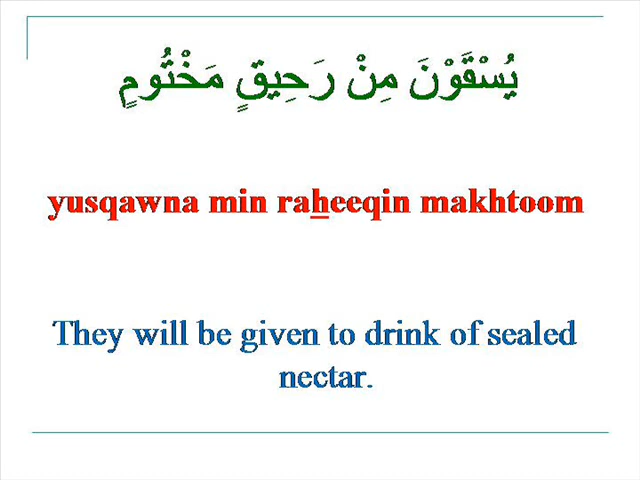 يُسْقَوْنَ مِنْ رَحِيقٍ مَخْتُومٍ
yusqawna min raheeqin makhtoom
They will be given to drink of sealed
nectar.